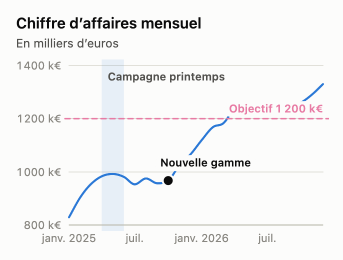 Chiffre d’affaires mensuel
En milliers d’euros
1400 k€
Campagne printemps
Objectif 1 200 k€
1200 k€
Nouvelle gamme
1000 k€
800 k€
janv. 2025 juil. janv. 2026 juil.